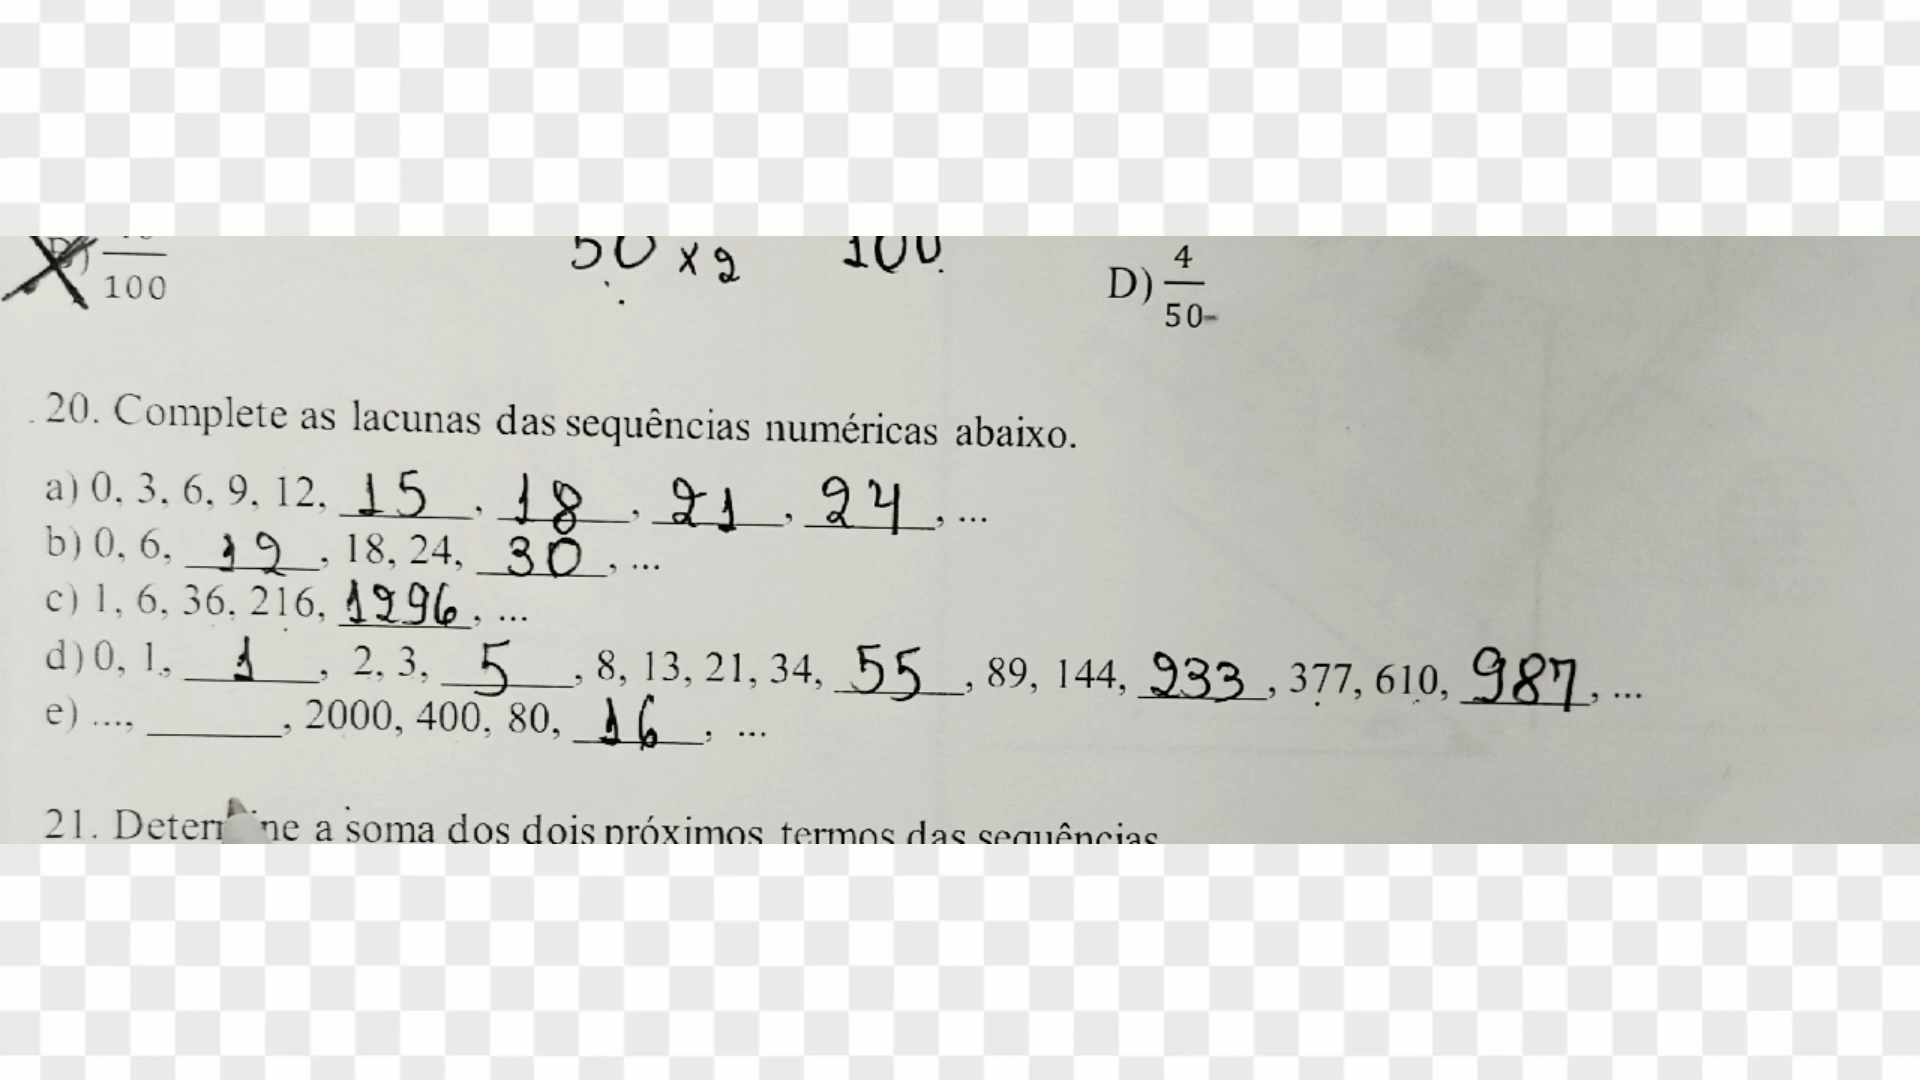 100
50 x 2 100
D) 4
50
20. Complete as lacunas das sequências numéricas abaixo.
a) 0, 3, 6, 9, 12, 15, 18, 21, 24, ...
b) 0, 6, 12, 18, 24, 30, ...
c) 1, 6, 36, 216, 1296, ...
d) 0, 1, 1, 2, 3, 5, 8, 13, 21, 34, 55, 89, 144, 233, 377, 610, 987, ...
e) ..., ______, 2000, 400, 80, 16, ...
21. Determine a soma dos dois próximos termos das sequências